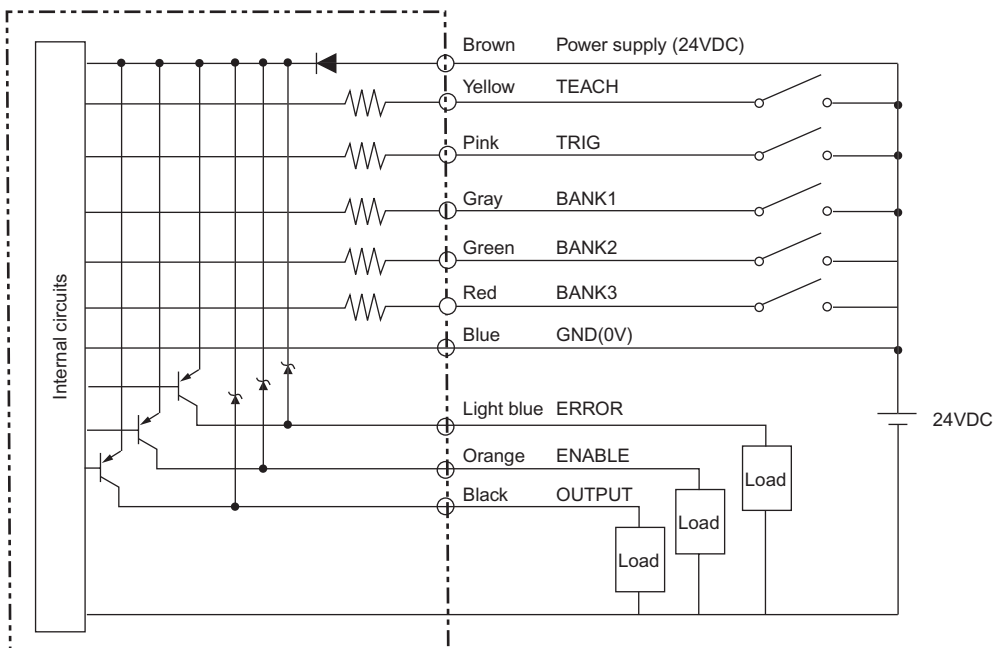 Brown Power supply (24VDC)
Yellow TEACH
Pink TRIG
Gray BANK1
Green BANK2
Red BANK3
Blue GND(0V)
Internal circuits
Light blue ERROR
24VDC
Orange ENABLE
Load
Black OUTPUT
Load
Load